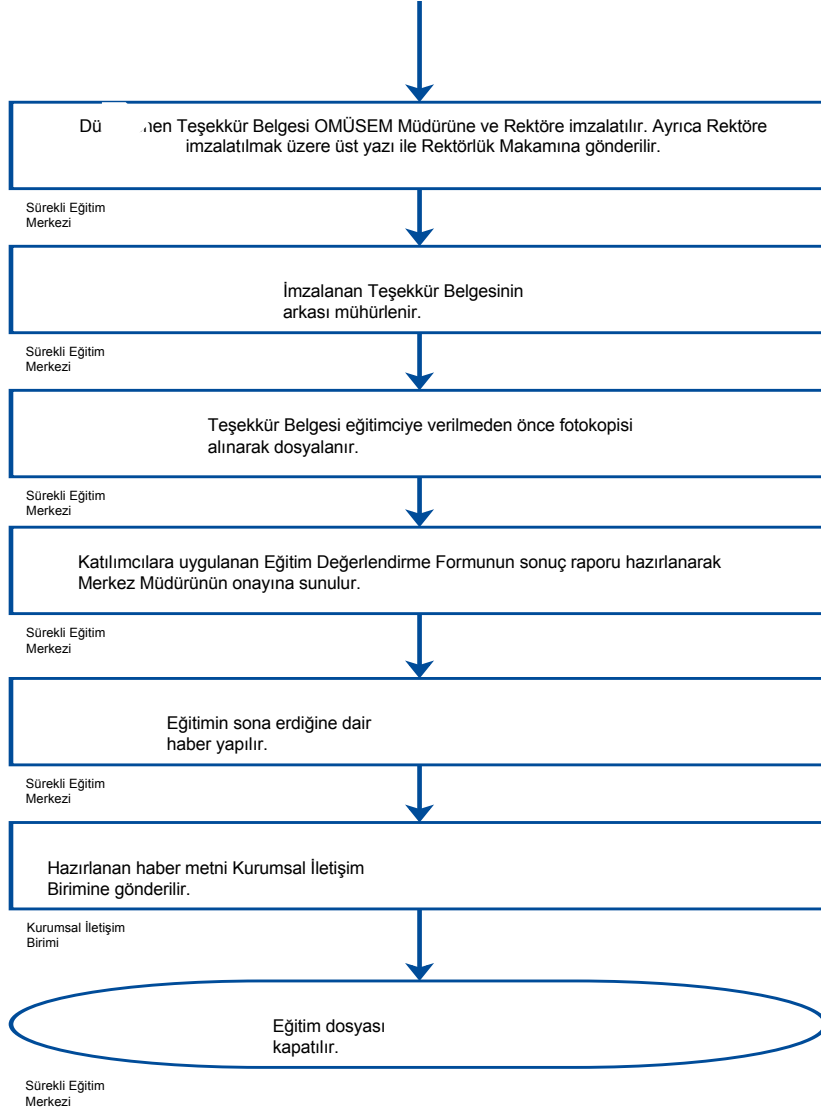 Teşekkür Belgesi OMÜSEM Müdürüne ve Rektöre imzalatılır. Ayrıca Rektöre
imzalatılmak üzere üst yazı ile Rektörlük Makamına gönderilir.
Sürekli Eğitim
Merkezi
İmzalanan Teşekkür Belgesinin
arkası mühürlenir.
Sürekli Eğitim
Merkezi
Teşekkür Belgesi eğitimciye verilmeden önce fotokopisi
alınarak dosyalanır.
Sürekli Eğitim
Merkezi
Katılımcılara uygulanan Eğitim Değerlendirme Formunun sonuç raporu hazırlanarak
Merkez Müdürünün onayına sunulur.
Sürekli Eğitim
Merkezi
Eğitimin sona erdiğine dair
haber yapılır.
Sürekli Eğitim
Merkezi
Hazırlanan haber metni Kurumsal İletişim
Birimine gönderilir.
Kurumsal İletişim
Birimi
Eğitim dosyası
kapatılır.
Sürekli Eğitim
Merkezi